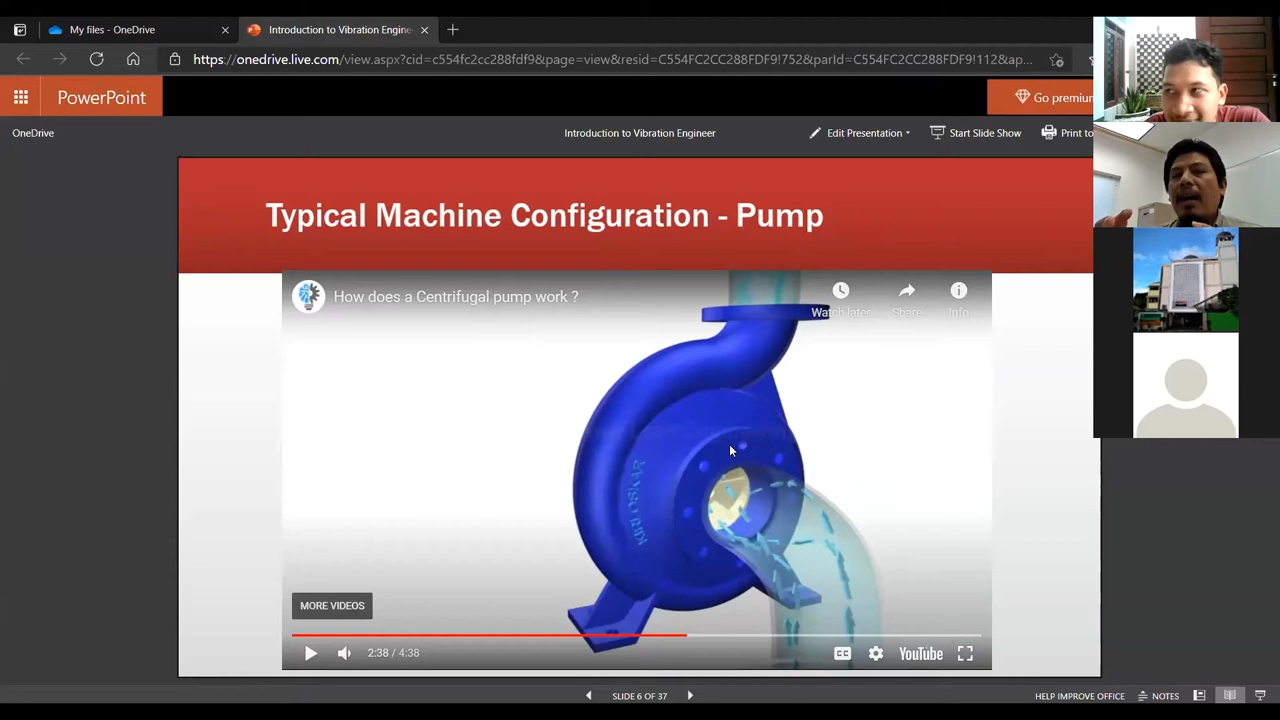 My files - OneDrive
Introduction to Vibration Engine
https://onedrive.live.com/view.aspx?cid=c554fc2cc288fdf9&page=view&resid=C554FC2CC288FDF9!752&parId=C554FC2CC288FDF9!112&ap...
PowerPoint
Go premium
OneDrive
Introduction to Vibration Engineer
Edit Presentation
Start Slide Show
Print to
Typical Machine Configuration - Pump
How does a Centrifugal pump work ?
Watch later
Share
Info
KIRLOSKAR
MORE VIDEOS
2:38 / 4:38
CC
YouTube
SLIDE 6 OF 37
HELP IMPROVE OFFICE
NOTES